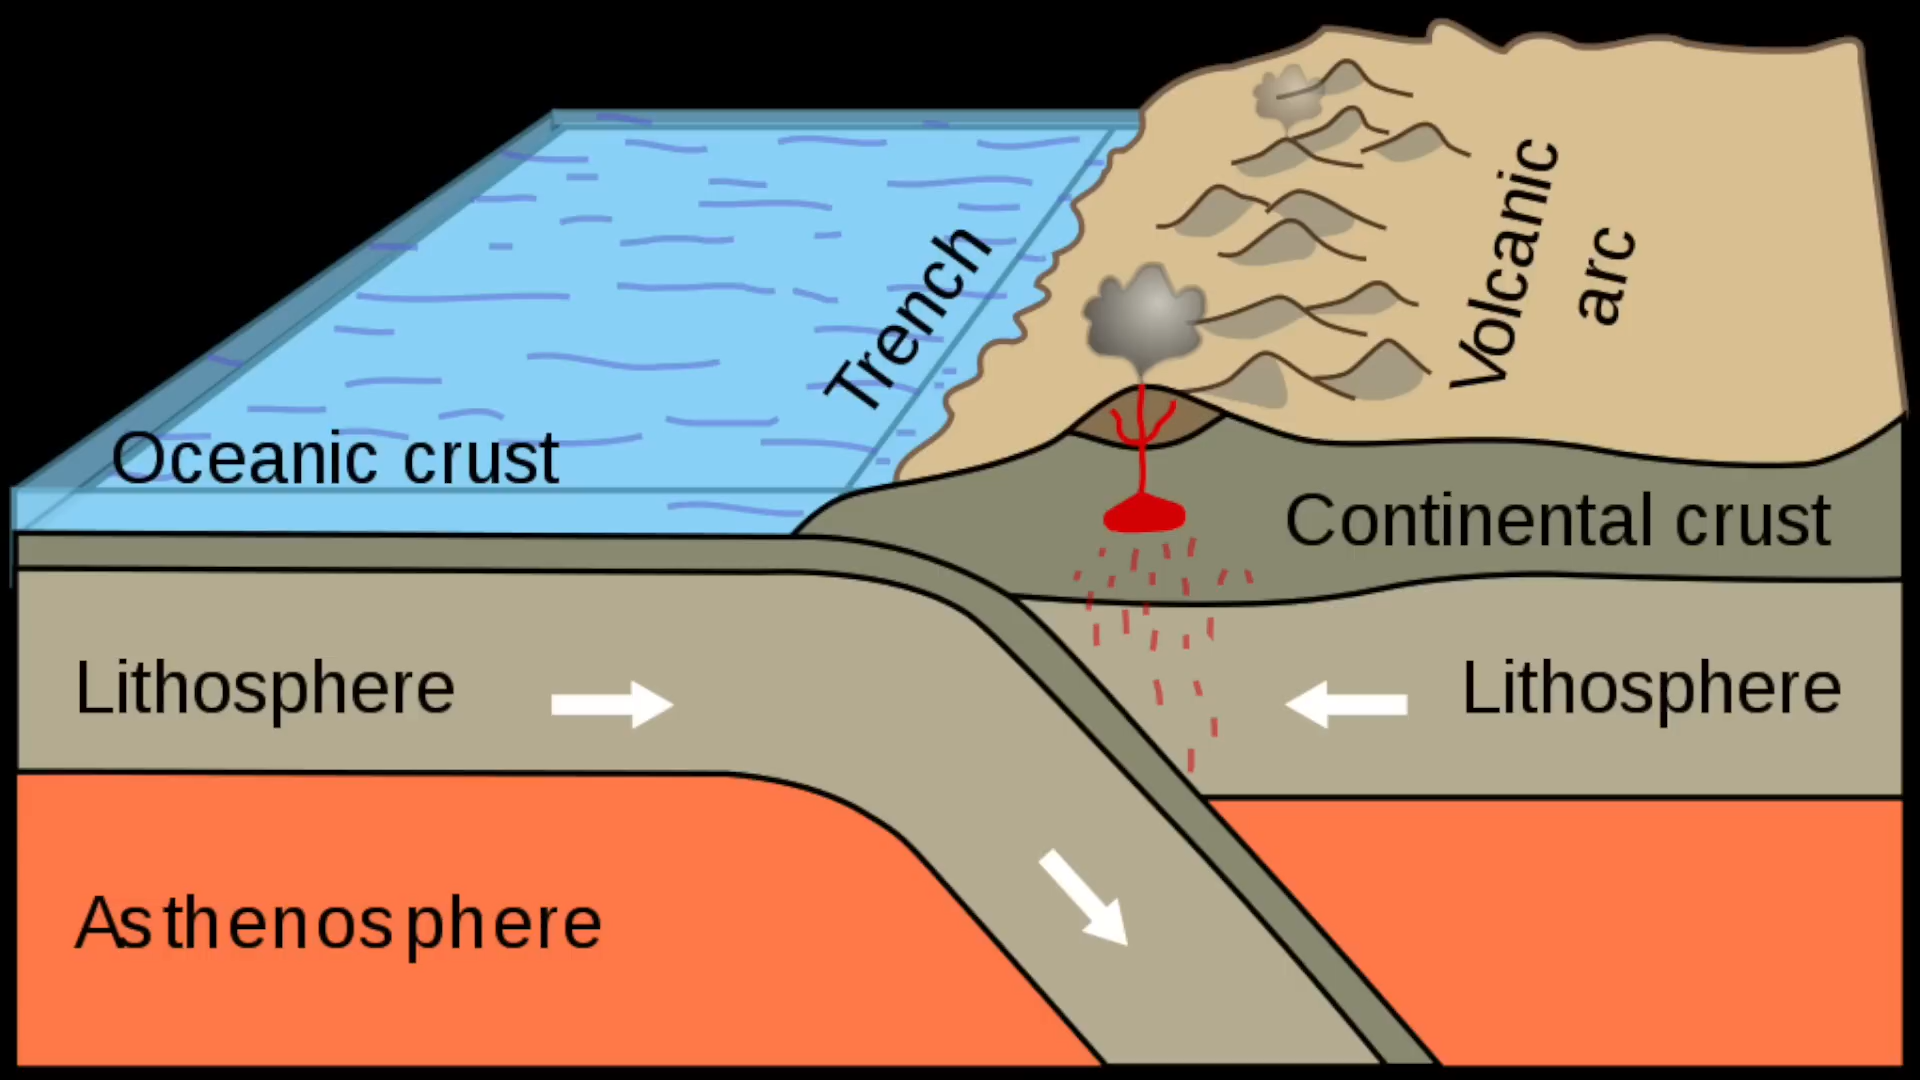 Trench
Volcanic
arc
Oceanic crust
Continental crust
Lithosphere
Lithosphere
Asthenosphere